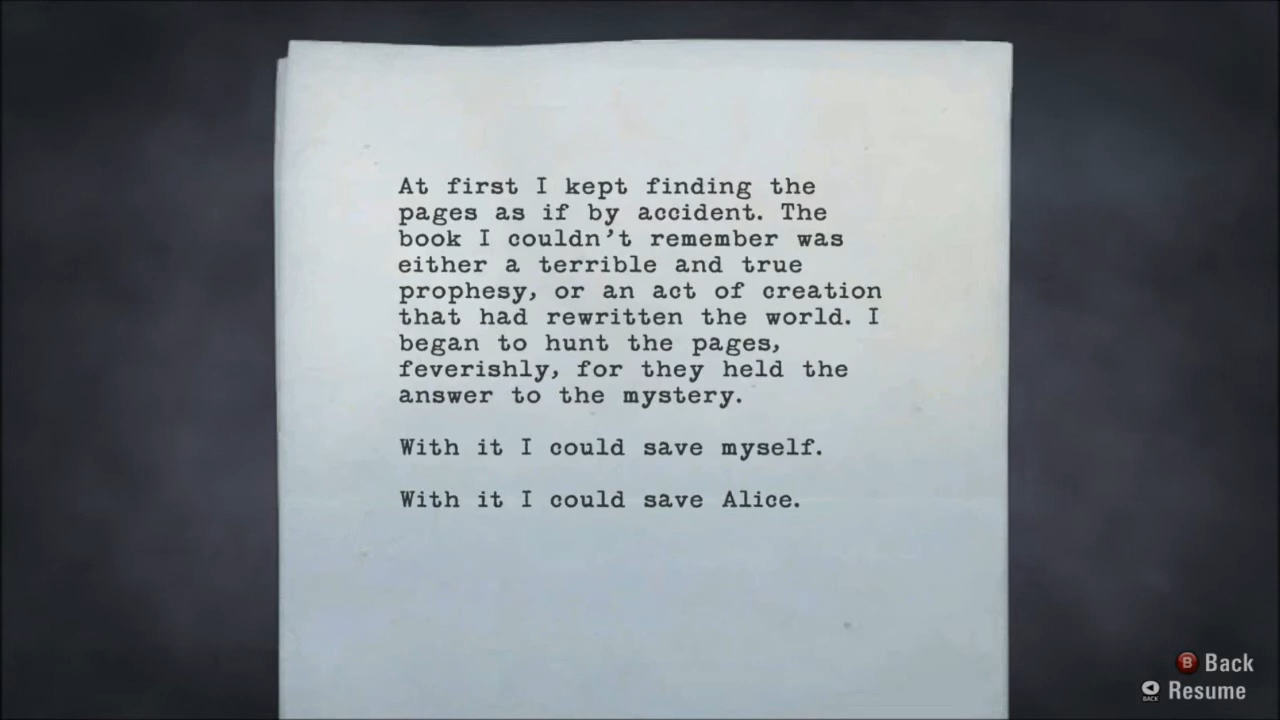 At first I kept finding the
pages as if by accident. The
book I couldn't remember was
either a terrible and true
prophesy, or an act of creation
that had rewritten the world. I
began to hunt the pages,
feverishly, for they held the
answer to the mystery.
With it I could save myself.
With it I could save Alice.
B Back
BACK Resume